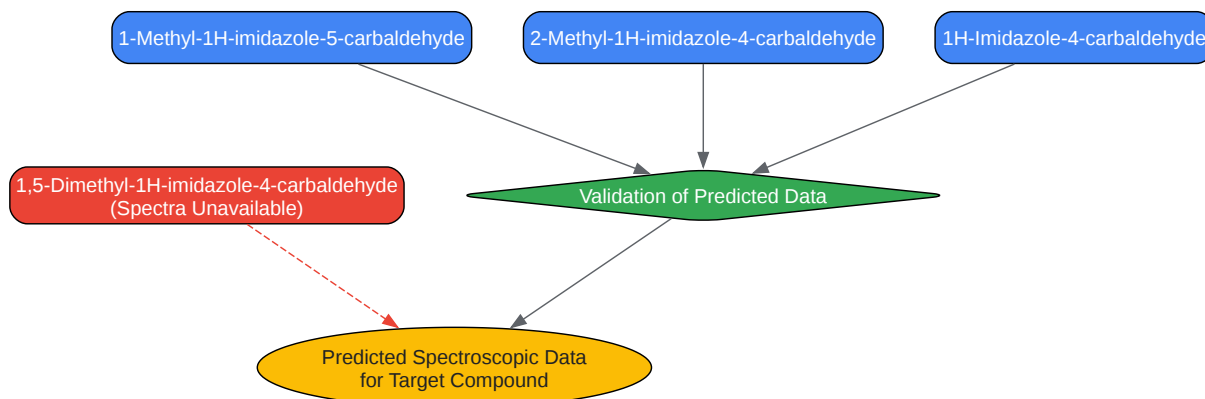 1-Methyl-1H-imidazole-5-carbaldehyde
2-Methyl-1H-imidazole-4-carbaldehyde
1H-Imidazole-4-carbaldehyde
1,5-Dimethyl-1H-imidazole-4-carbaldehyde
(Spectra Unavailable)
Validation of Predicted Data
Predicted Spectroscopic Data
for Target Compound